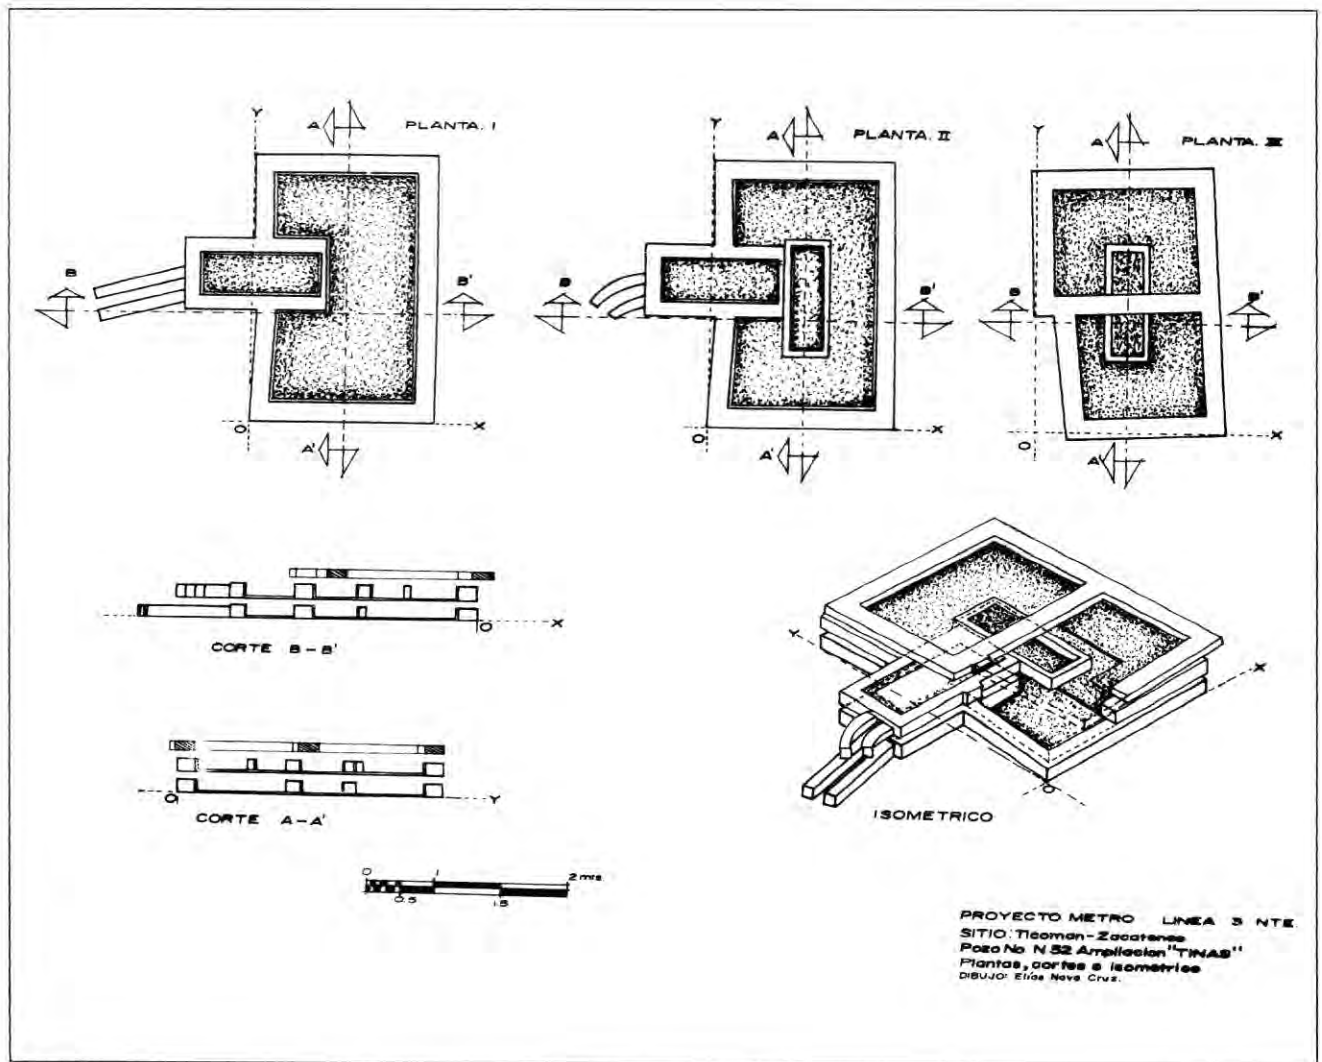 Y
A
PLANTA. I
B
B'
O
X
A'
Y
A
PLANTA. II
B
B'
O
X
A'
Y
A
PLANTA. III
B
B'
O
X
A'
O
X
CORTE B-B'
O
Y
CORTE A-A'
0
1
2 mts.
0.5
1.5
Y
X
O
ISOMETRICO
PROYECTO METRO LINEA 3 NTE.
SITIO: Ticoman-Zacatenco
Pozo No N 52 Ampliacion "TINAS"
Plantas, cortes e isometrico
DIBUJO: Elias Nava Cruz.